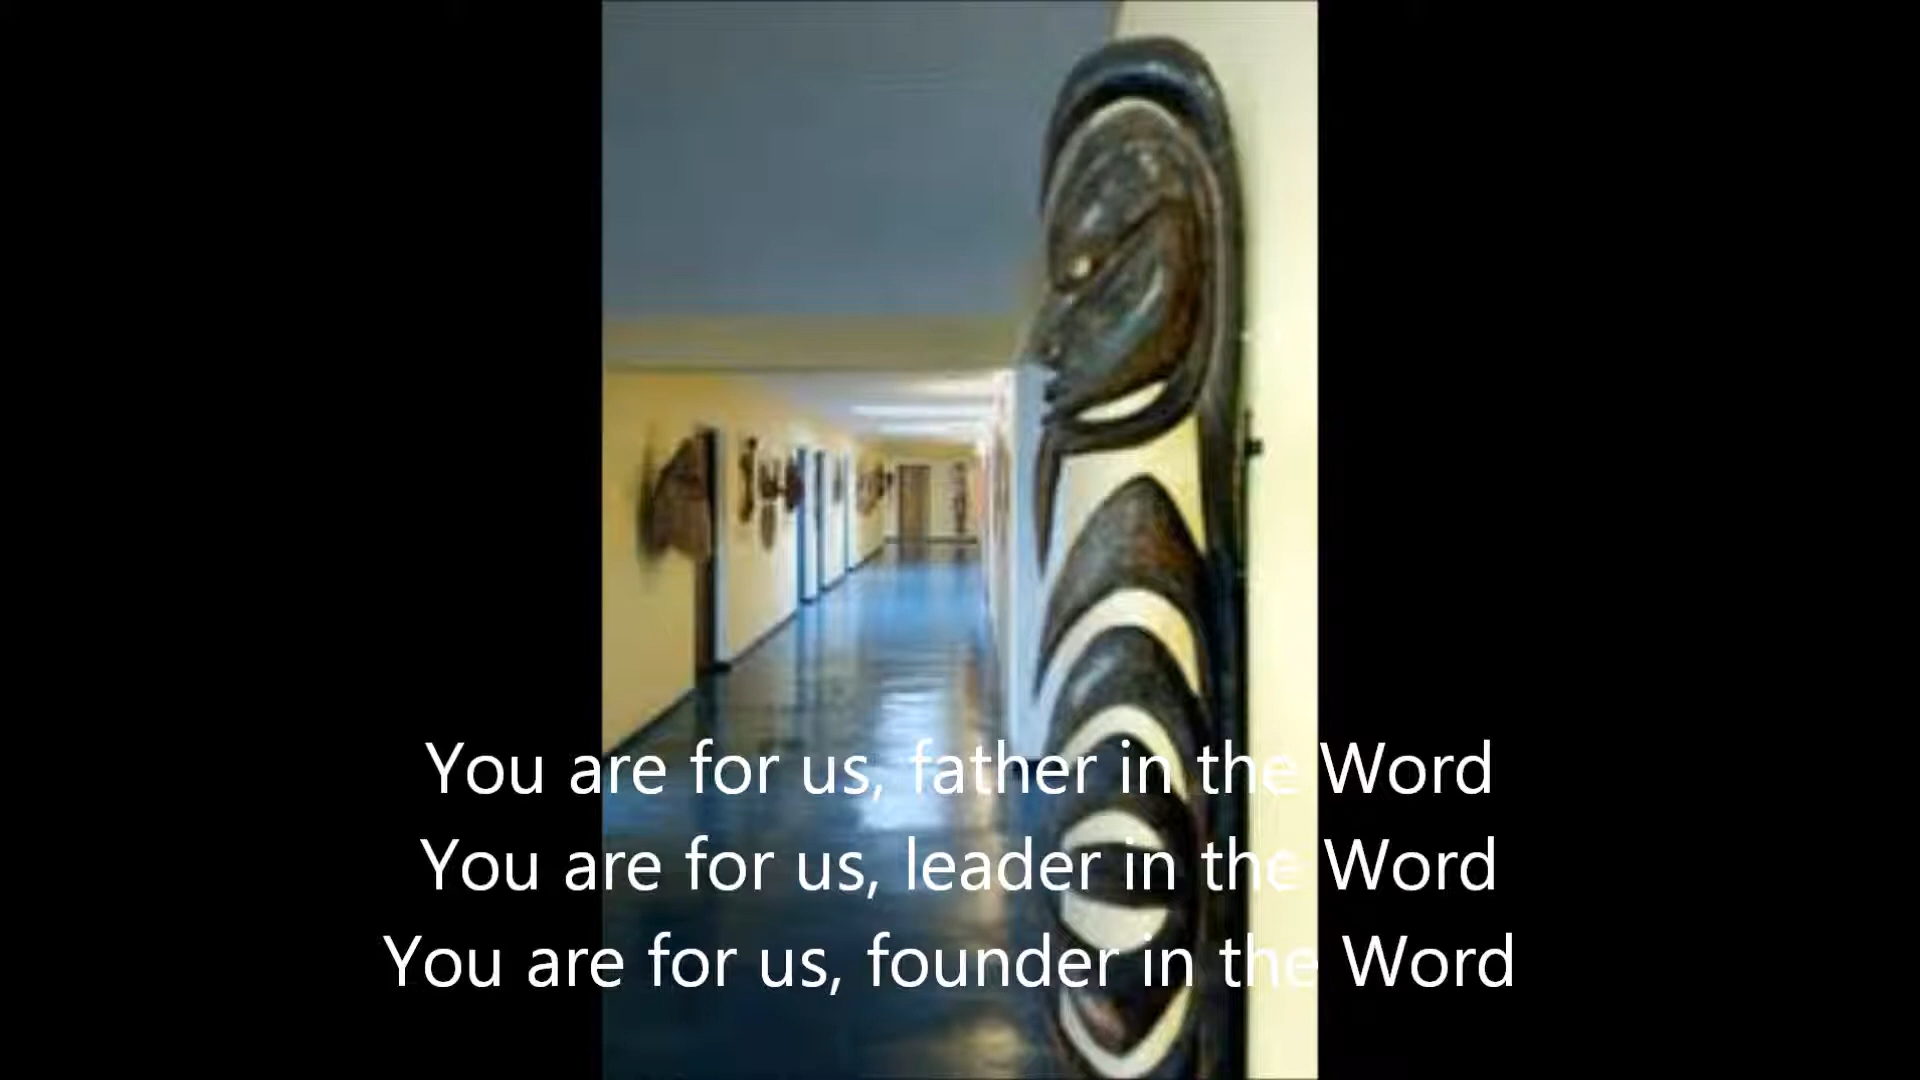 You are for us, father in the Word
You are for us, leader in the Word
You are for us, founder in the Word